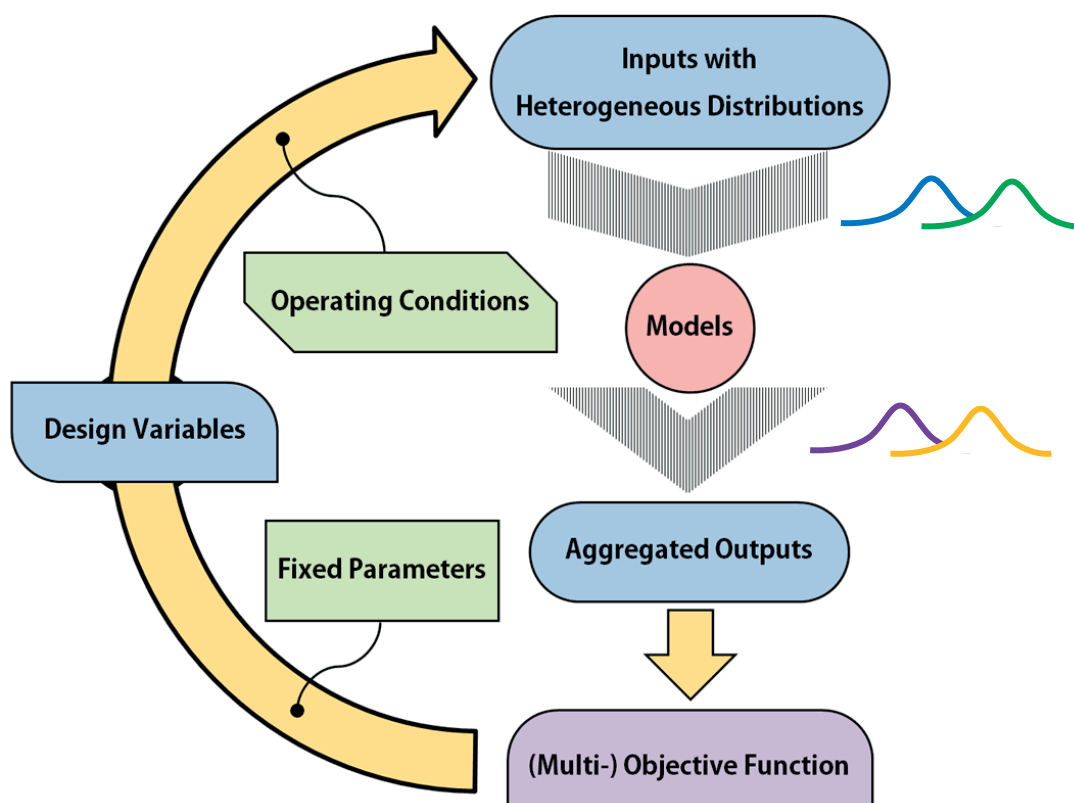 Inputs with
Heterogeneous Distributions
Operating Conditions
Models
Design Variables
Fixed Parameters
Aggregated Outputs
(Multi-) Objective Function